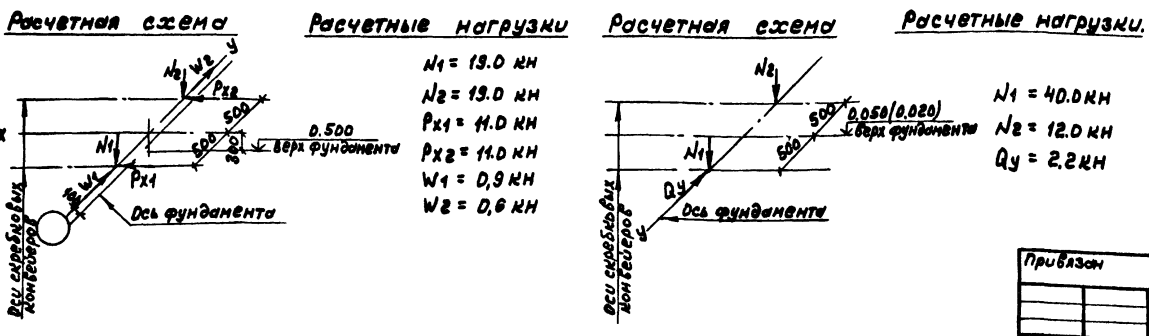 Расчетная схема
Расчетные нагрузки
N2
W2
y
Px2
N1 = 19.0 кн
N2 = 19.0 кн
Px1 = 11.0 кн
Px2 = 11.0 кн
W1 = 0,9 кн
W2 = 0,6 кн
x
N1
500
500
0.500
верх фундамента
W1
Px1
Ось фундамента
Оси скребковых
конвейеров
Расчетная схема
Расчетные нагрузки.
N2
N1 = 40.0 кн
N2 = 12.0 кн
Qy = 2,2 кн
500
0.050(0.020)
верх фундамента
N1
500
Qy
Ось фундамента
Оси скребковых
конвейеров
Привязан